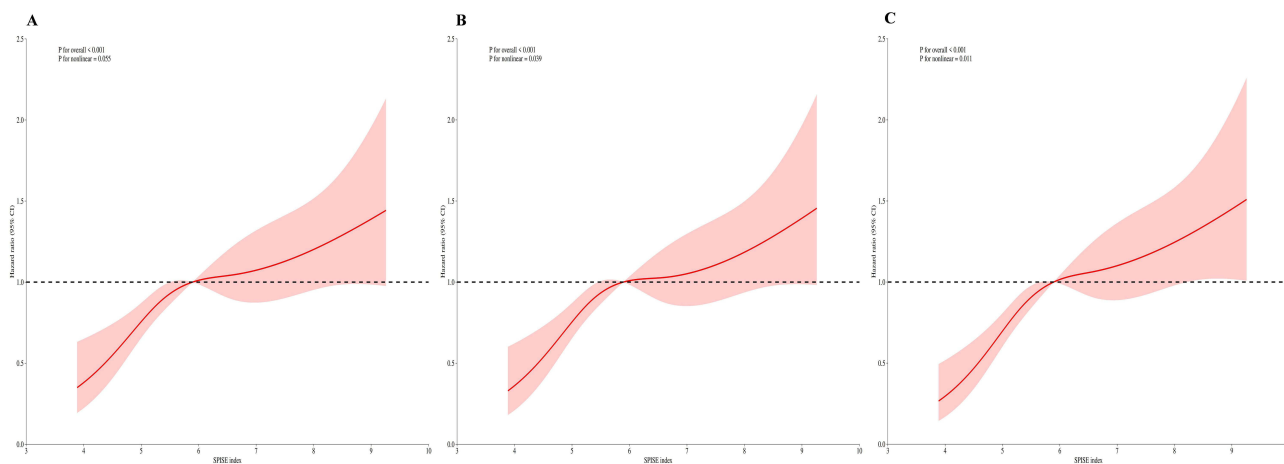 A
P for overall < 0.001
P for nonlinear = 0.055
Hazard ratio (95% CI)
2.5
2.0
1.5
1.0
0.5
0.0
3 4 5 6 7 8 9 10
SPISE index
B
P for overall < 0.001
P for nonlinear = 0.039
Hazard ratio (95% CI)
2.5
2.0
1.5
1.0
0.5
0.0
3 4 5 6 7 8 9 10
SPISE index
C
P for overall < 0.001
P for nonlinear = 0.011
Hazard ratio (95% CI)
2.5
2.0
1.5
1.0
0.5
0.0
3 4 5 6 7 8 9
SPISE index